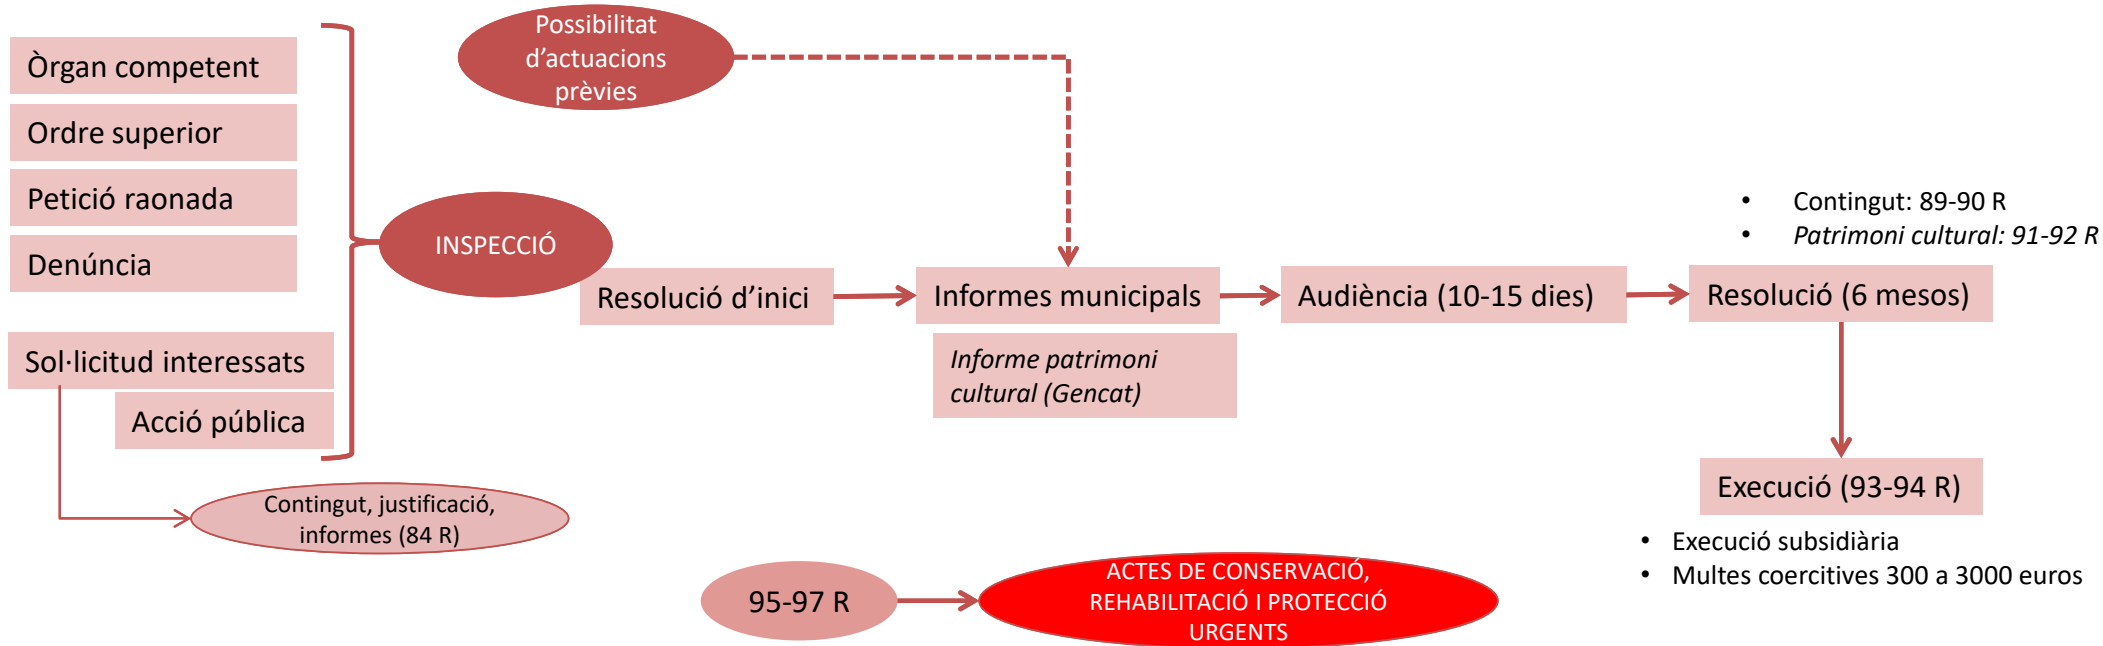 Òrgan competent
Ordre superior
Petició raonada
Denúncia
Sol·licitud interessats
Acció pública
Contingut, justificació,
informes (84 R)
Possibilitat
d'actuacions
prèvies
INSPECCIÓ
Resolució d'inici
Informes municipals
Informe patrimoni
cultural (Gencat)
Audiència (10-15 dies)
• Contingut: 89-90 R
• Patrimoni cultural: 91-92 R
Resolució (6 mesos)
Execució (93-94 R)
• Execució subsidiària
• Multes coercitives 300 a 3000 euros
95-97 R
ACTES DE CONSERVACIÓ,
REHABILITACIÓ I PROTECCIÓ
URGENTS